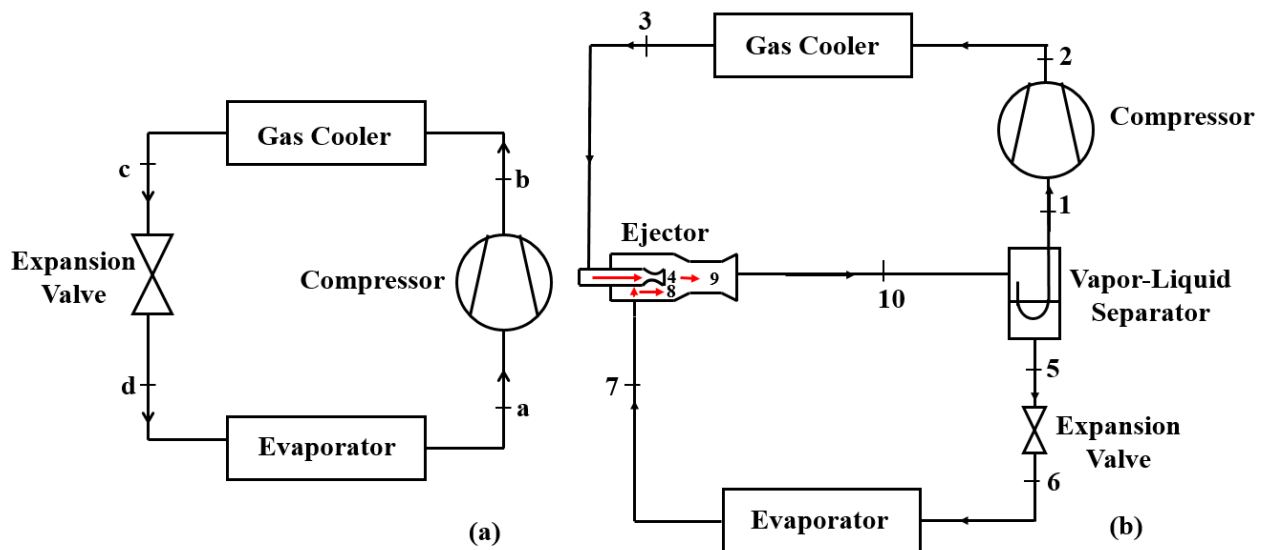 Gas Cooler
c
b
Expansion
Valve
Compressor
d
a
Evaporator
(a)
3
Gas Cooler
2
Compressor
1
Ejector
4
8
9
10
Vapor-Liquid
Separator
7
5
Expansion
Valve
6
Evaporator
(b)